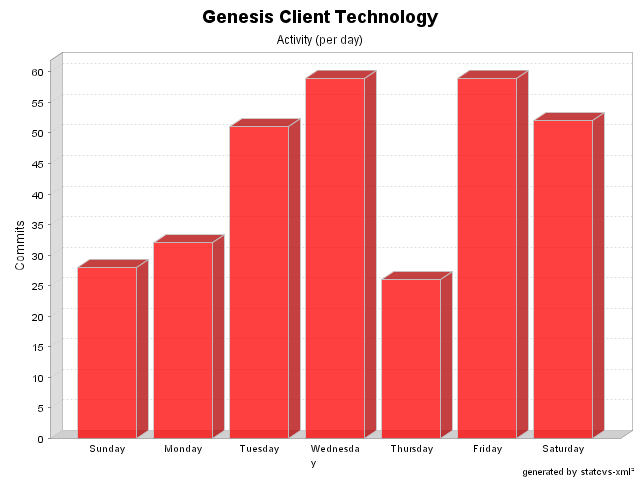 Genesis Client Technology
Activity (per day)
Commits
60
55
50
45
40
35
30
25
20
15
10
5
0
Sunday Monday Tuesday Wednesda Thursday Friday Saturday
y
generated by statcvs-xml²